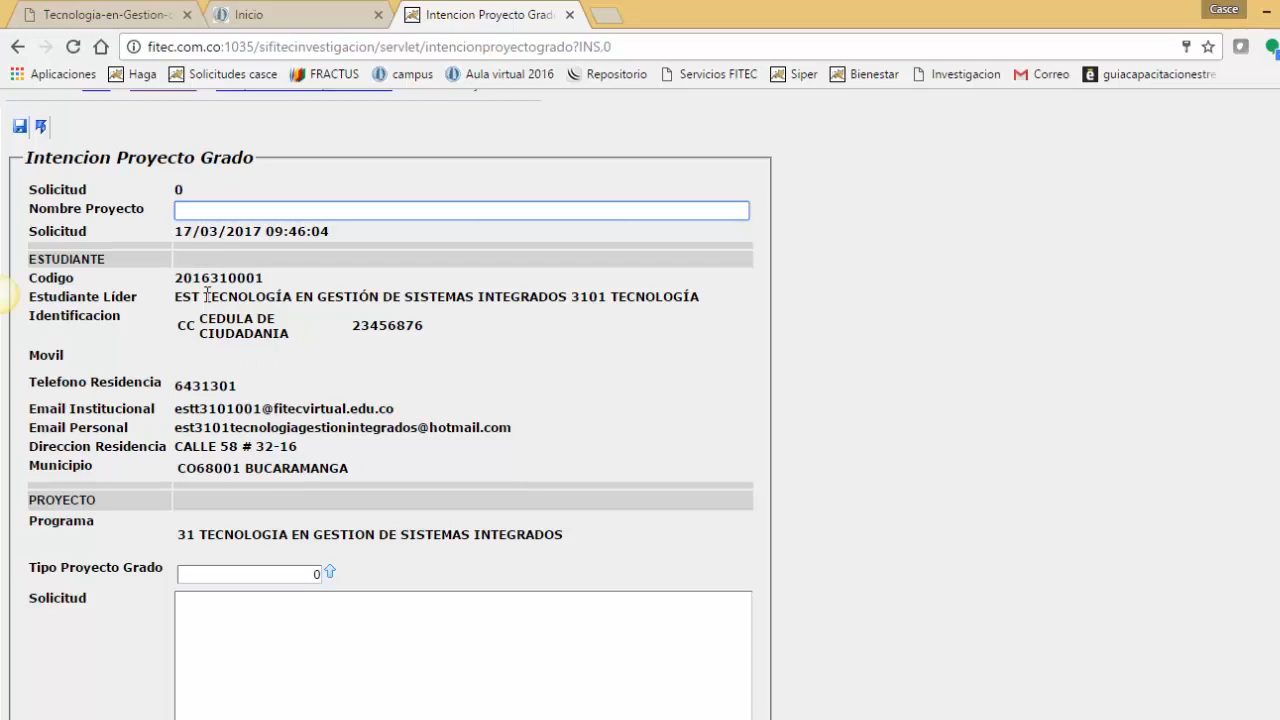 Tecnologia-en-Gestion-
Inicio
Intencion Proyecto Grad
Casce
fitec.com.co:1035/sifitecinvestigacion/servlet/intencionproyectogrado?INS.0
Aplicaciones Haga Solicitudes casce FRACTUS campus Aula virtual 2016 Repositorio Servicios FITEC Siper Bienestar Investigacion Correo guiacapacitacionestre
Intencion Proyecto Grado
Solicitud 0
Nombre Proyecto
Solicitud 17/03/2017 09:46:04
ESTUDIANTE
Codigo 2016310001
Estudiante Líder EST TECNOLOGÍA EN GESTIÓN DE SISTEMAS INTEGRADOS 3101 TECNOLOGÍA
Identificacion CC CEDULA DE CIUDADANIA 23456876
Movil
Telefono Residencia 6431301
Email Institucional estt3101001@fitecvirtual.edu.co
Email Personal est3101tecnologiagestionintegrados@hotmail.com
Direccion Residencia CALLE 58 # 32-16
Municipio CO68001 BUCARAMANGA
PROYECTO
Programa 31 TECNOLOGIA EN GESTION DE SISTEMAS INTEGRADOS
Tipo Proyecto Grado 0
Solicitud